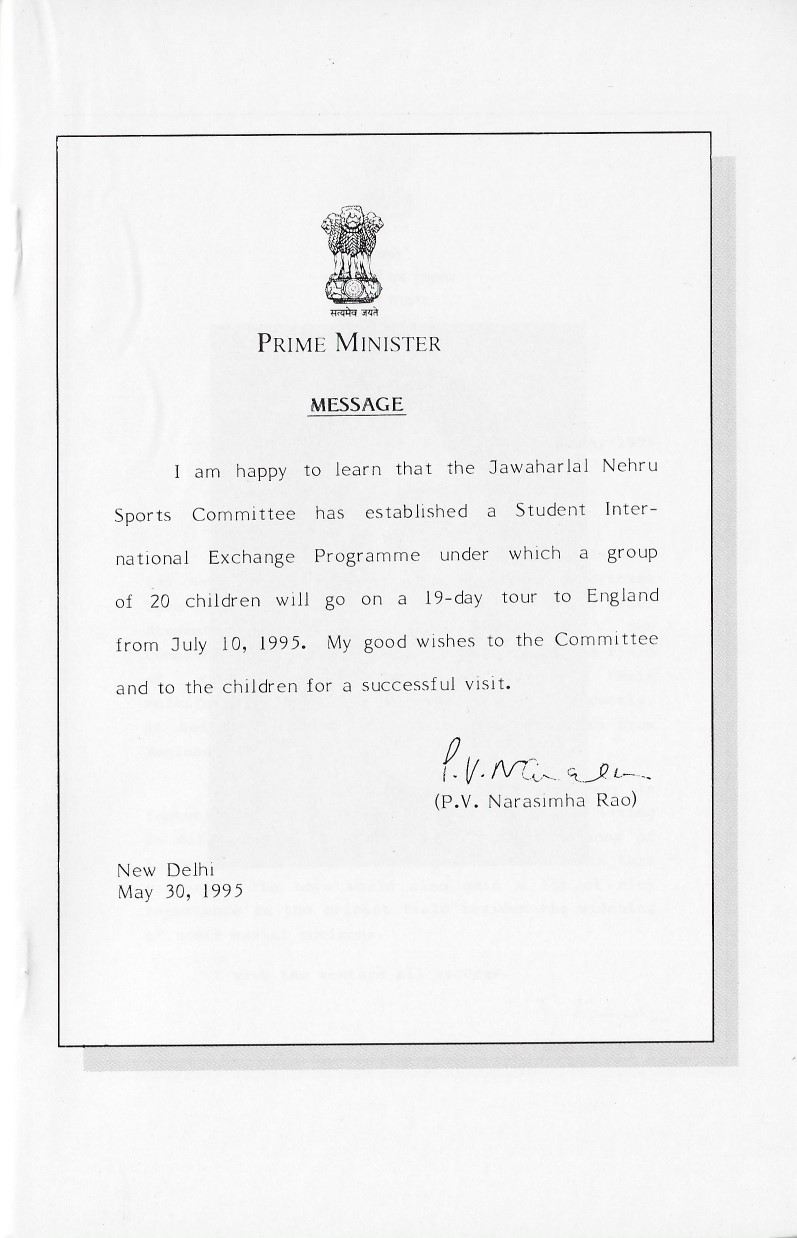 सत्यमेव जयते
PRIME MINISTER
MESSAGE
I am happy to learn that the Jawaharlal Nehru
Sports Committee has established a Student Inter-
national Exchange Programme under which a group
of 20 children will go on a 19-day tour to England
from July 10, 1995. My good wishes to the Committee
and to the children for a successful visit.
(P.V. Narasimha Rao)
New Delhi
May 30, 1995